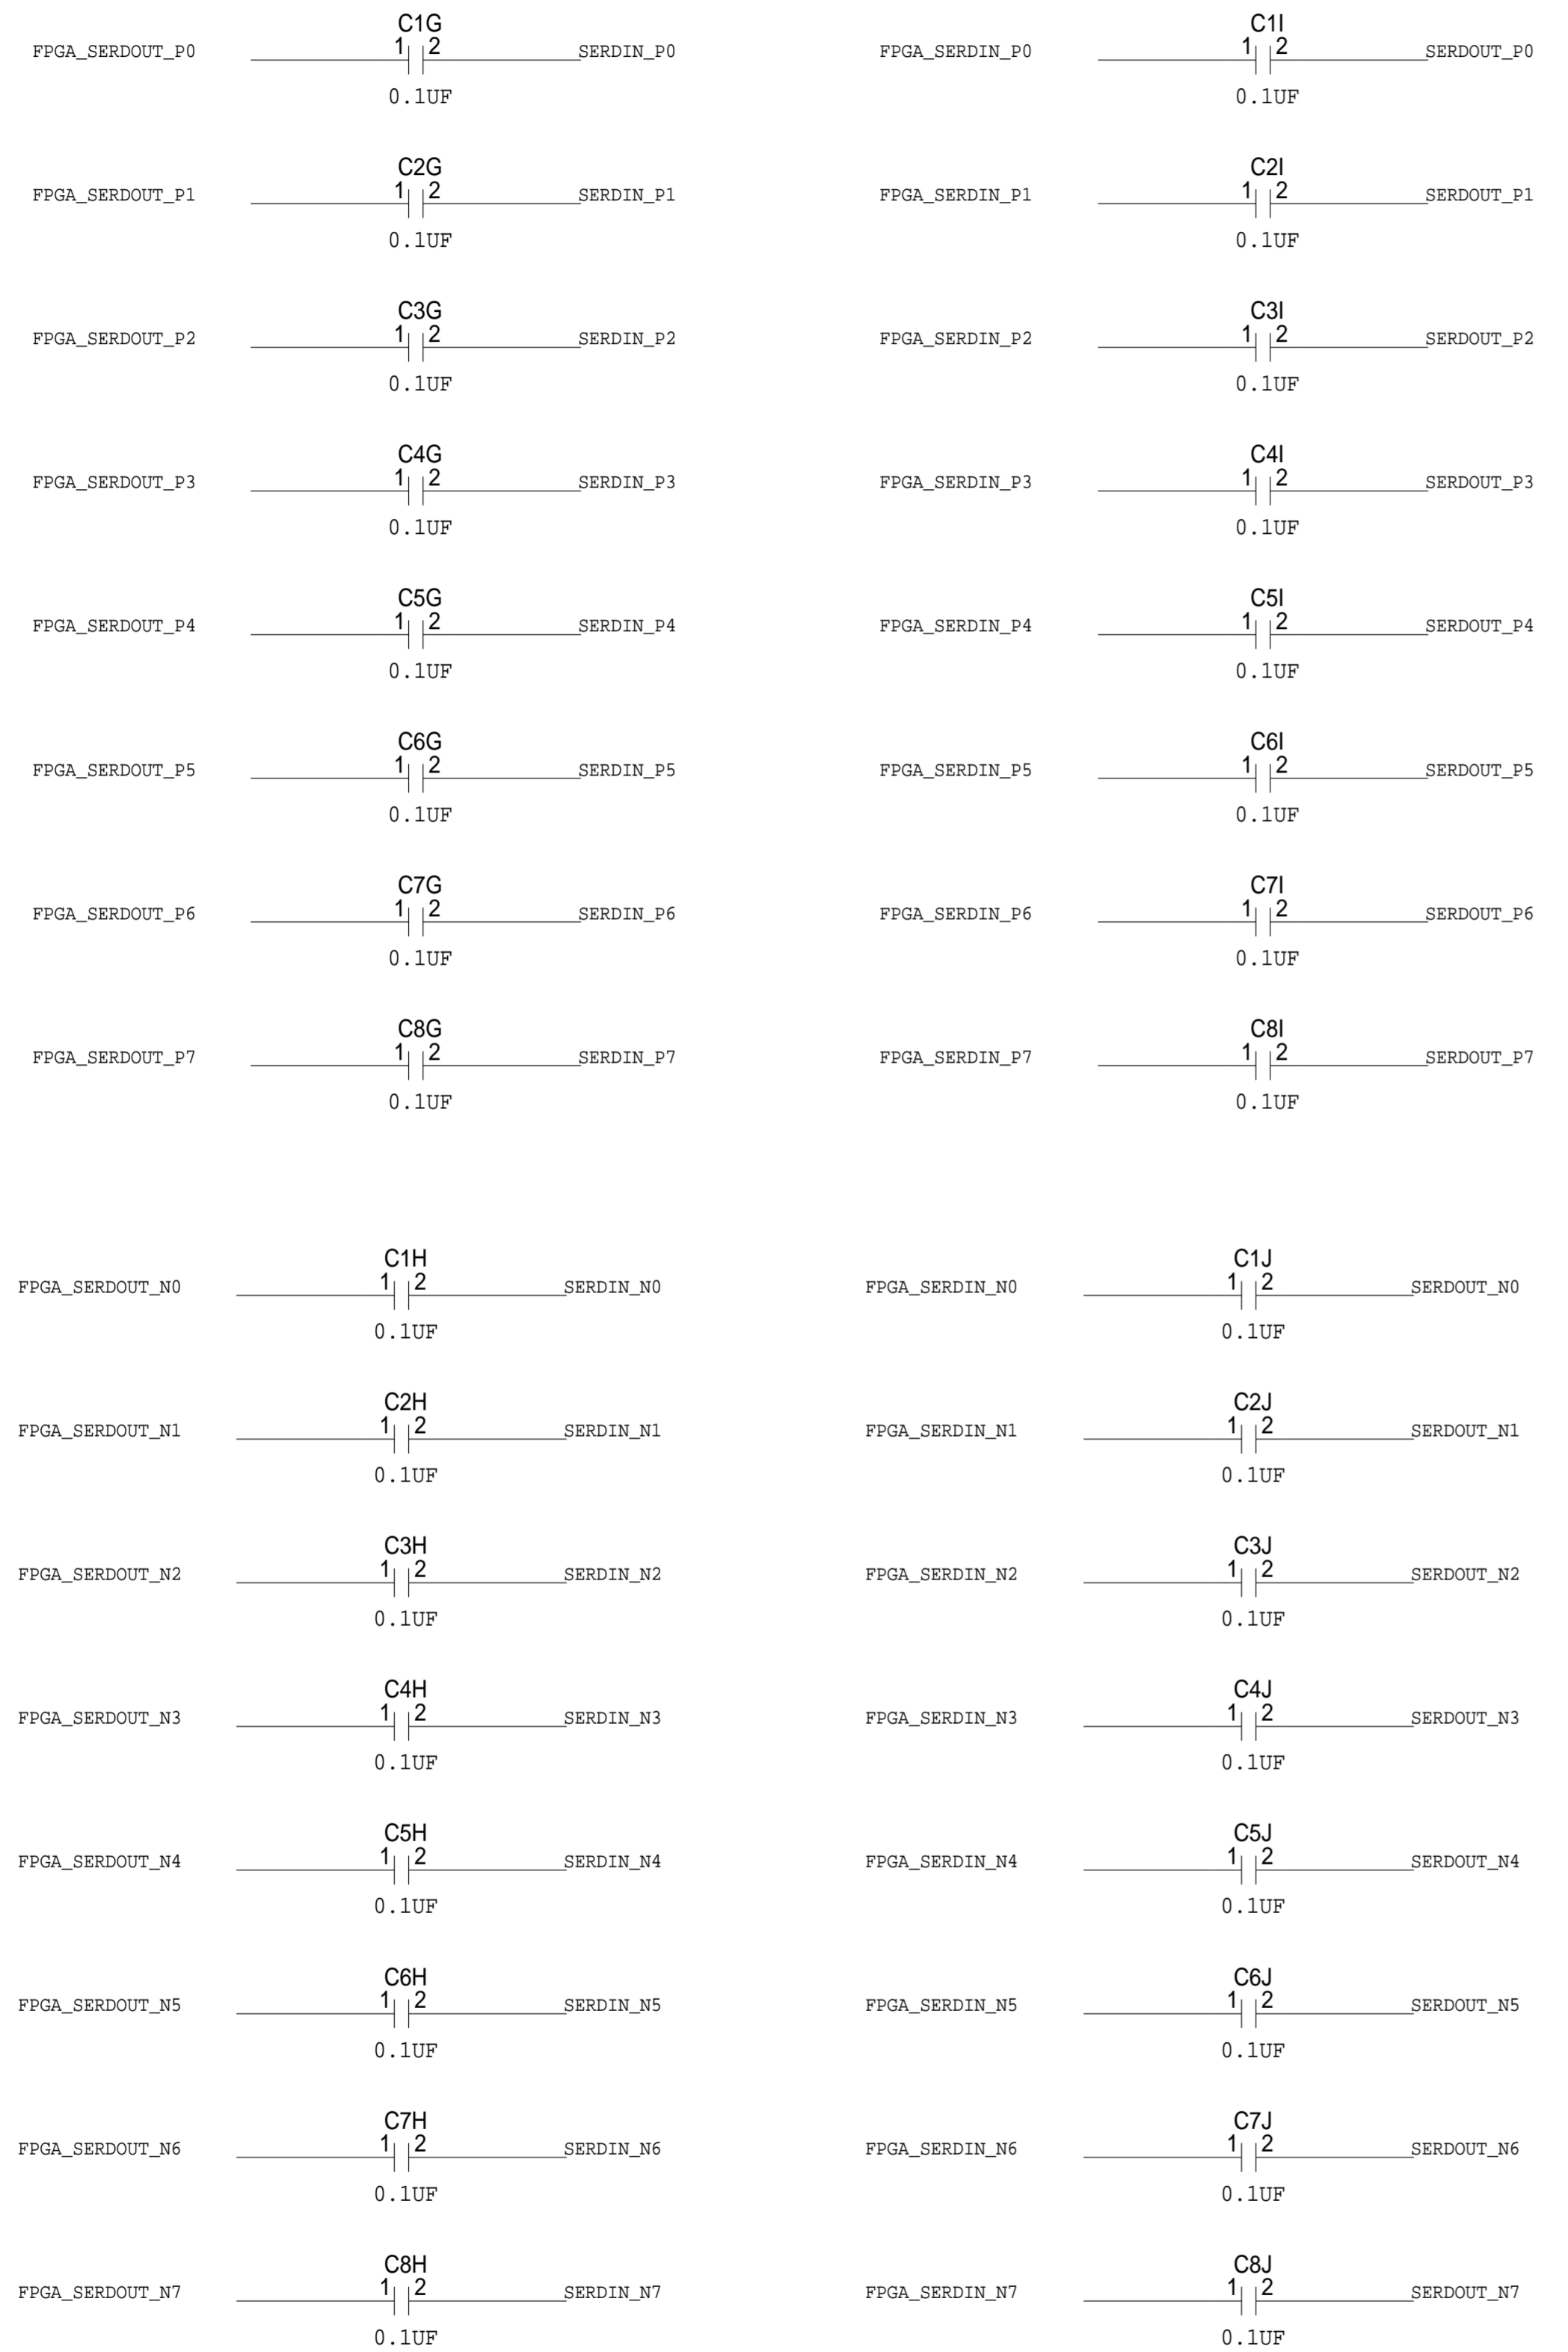 C1G C1I
FPGA_SERDOUT_P0 1 2 SERDIN_P0 FPGA_SERDIN_P0 1 2 SERDOUT_P0
0.1UF 0.1UF
C2G C2I
FPGA_SERDOUT_P1 1 2 SERDIN_P1 FPGA_SERDIN_P1 1 2 SERDOUT_P1
0.1UF 0.1UF
C3G C3I
FPGA_SERDOUT_P2 1 2 SERDIN_P2 FPGA_SERDIN_P2 1 2 SERDOUT_P2
0.1UF 0.1UF
C4G C4I
FPGA_SERDOUT_P3 1 2 SERDIN_P3 FPGA_SERDIN_P3 1 2 SERDOUT_P3
0.1UF 0.1UF
C5G C5I
FPGA_SERDOUT_P4 1 2 SERDIN_P4 FPGA_SERDIN_P4 1 2 SERDOUT_P4
0.1UF 0.1UF
C6G C6I
FPGA_SERDOUT_P5 1 2 SERDIN_P5 FPGA_SERDIN_P5 1 2 SERDOUT_P5
0.1UF 0.1UF
C7G C7I
FPGA_SERDOUT_P6 1 2 SERDIN_P6 FPGA_SERDIN_P6 1 2 SERDOUT_P6
0.1UF 0.1UF
C8G C8I
FPGA_SERDOUT_P7 1 2 SERDIN_P7 FPGA_SERDIN_P7 1 2 SERDOUT_P7
0.1UF 0.1UF
C1H C1J
FPGA_SERDOUT_N0 1 2 SERDIN_N0 FPGA_SERDIN_N0 1 2 SERDOUT_N0
0.1UF 0.1UF
C2H C2J
FPGA_SERDOUT_N1 1 2 SERDIN_N1 FPGA_SERDIN_N1 1 2 SERDOUT_N1
0.1UF 0.1UF
C3H C3J
FPGA_SERDOUT_N2 1 2 SERDIN_N2 FPGA_SERDIN_N2 1 2 SERDOUT_N2
0.1UF 0.1UF
C4H C4J
FPGA_SERDOUT_N3 1 2 SERDIN_N3 FPGA_SERDIN_N3 1 2 SERDOUT_N3
0.1UF 0.1UF
C5H C5J
FPGA_SERDOUT_N4 1 2 SERDIN_N4 FPGA_SERDIN_N4 1 2 SERDOUT_N4
0.1UF 0.1UF
C6H C6J
FPGA_SERDOUT_N5 1 2 SERDIN_N5 FPGA_SERDIN_N5 1 2 SERDOUT_N5
0.1UF 0.1UF
C7H C7J
FPGA_SERDOUT_N6 1 2 SERDIN_N6 FPGA_SERDIN_N6 1 2 SERDOUT_N6
0.1UF 0.1UF
C8H C8J
FPGA_SERDOUT_N7 1 2 SERDIN_N7 FPGA_SERDIN_N7 1 2 SERDOUT_N7
0.1UF 0.1UF